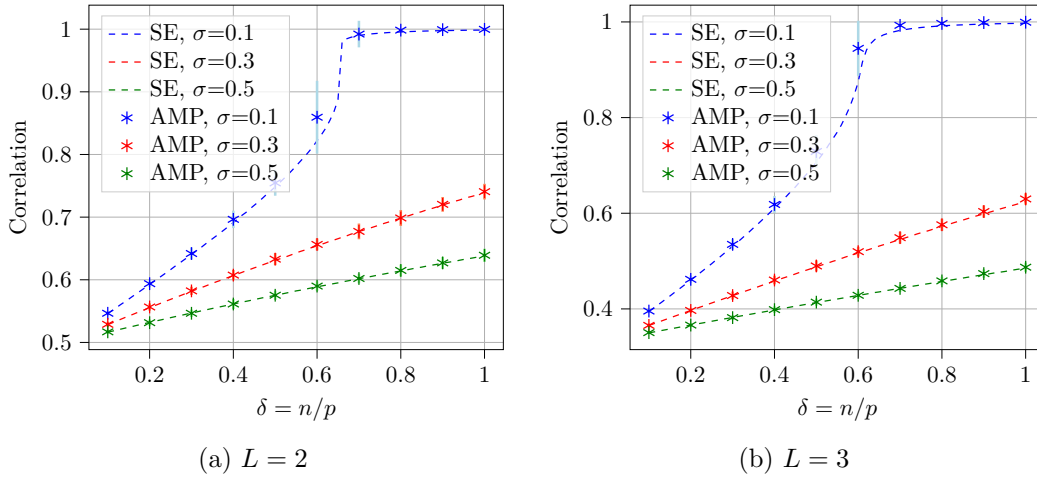 SE, σ=0.1
SE, σ=0.3
SE, σ=0.5
AMP, σ=0.1
AMP, σ=0.3
AMP, σ=0.5
1
0.9
0.8
0.7
0.6
0.5
Correlation
0.2
0.4
0.6
0.8
1
δ = n/p
(a) L = 2
SE, σ=0.1
SE, σ=0.3
SE, σ=0.5
AMP, σ=0.1
AMP, σ=0.3
AMP, σ=0.5
1
0.8
0.6
0.4
Correlation
0.2
0.4
0.6
0.8
1
δ = n/p
(b) L = 3